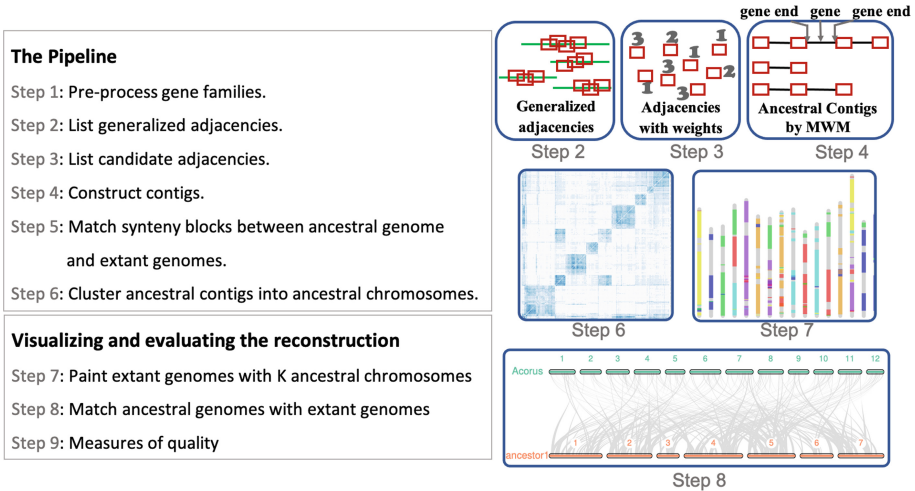 The Pipeline
Step 1: Pre-process gene families.
Step 2: List generalized adjacencies.
Step 3: List candidate adjacencies.
Step 4: Construct contigs.
Step 5: Match synteny blocks between ancestral genome
and extant genomes.
Step 6: Cluster ancestral contigs into ancestral chromosomes.
Visualizing and evaluating the reconstruction
Step 7: Paint extant genomes with K ancestral chromosomes
Step 8: Match ancestral genomes with extant genomes
Step 9: Measures of quality
Generalized
adjacencies
Step 2
3 2 1
1 3 3 1 2
Adjacencies
with weights
Step 3
gene end gene gene end
Ancestral Contigs
by MWM
Step 4
Step 6
Step 7
1 2 3 4 5 6 7 8 9 10 11 12
Acorus
1 2 3 4 5 6 7
ancestor1
Step 8